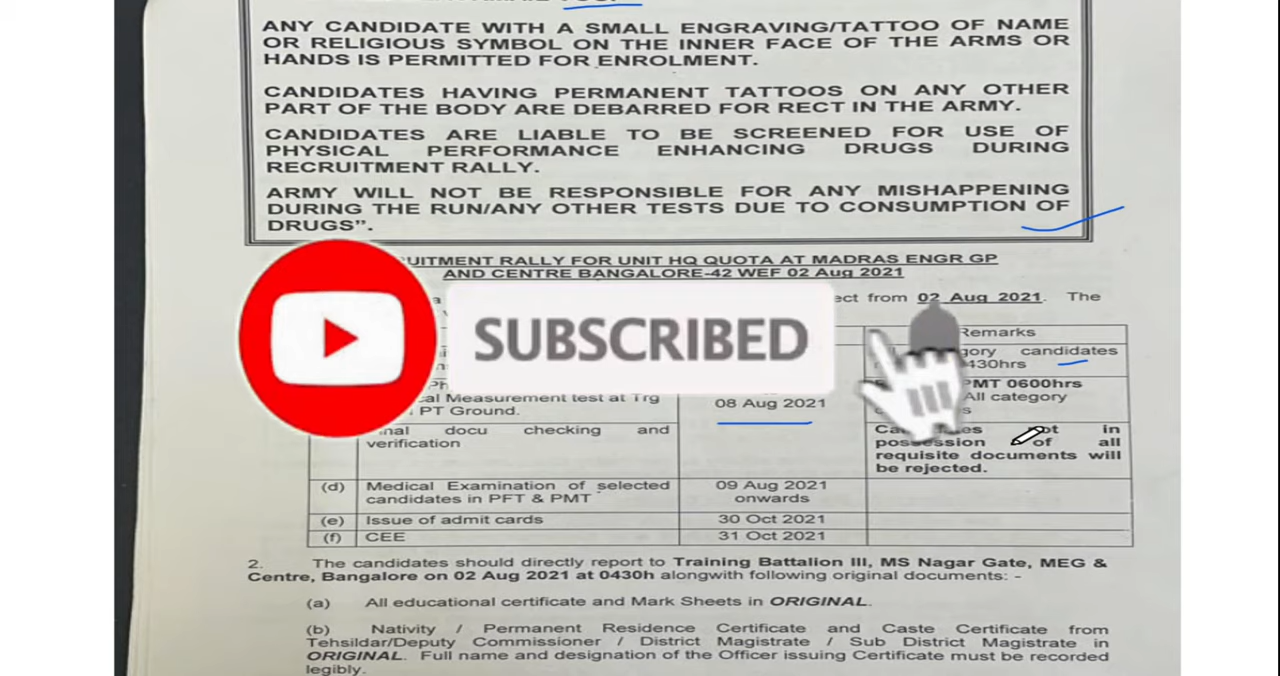 ANY CANDIDATE WITH A SMALL ENGRAVING/TATTOO OF NAME
OR RELIGIOUS SYMBOL ON THE INNER FACE OF THE ARMS OR
HANDS IS PERMITTED FOR ENROLMENT.
CANDIDATES HAVING PERMANENT TATTOOS ON ANY OTHER
PART OF THE BODY ARE DEBARRED FOR RECT IN THE ARMY.
CANDIDATES ARE LIABLE TO BE SCREENED FOR USE OF
PHYSICAL PERFORMANCE ENHANCING DRUGS DURING
RECRUITMENT RALLY.
ARMY WILL NOT BE RESPONSIBLE FOR ANY MISHAPPENING
DURING THE RUN/ANY OTHER TESTS DUE TO CONSUMPTION OF
DRUGS”.
UITMENT RALLY FOR UNIT HQ QUOTA AT MADRAS ENGR GP
AND CENTRE BANGALORE-42 WEF 02 Aug 2021
ect from 02 Aug 2021. The
Remarks
gory candidates
430hrs
SUBSCRIBED
PMT 0600hrs
al Measurement test at Trg
08 Aug 2021
All category
PT Ground.
nal docu checking and
verification
in
possession of all
requisite documents will
be rejected.
(d) Medical Examination of selected
candidates in PFT & PMT
09 Aug 2021
onwards
(e) Issue of admit cards 30 Oct 2021
(f) CEE 31 Oct 2021
2. The candidates should directly report to Training Battalion III, MS Nagar Gate, MEG &
Centre, Bangalore on 02 Aug 2021 at 0430h alongwith following original documents: -
(a) All educational certificate and Mark Sheets in ORIGINAL.
(b) Nativity / Permanent Residence Certificate and Caste Certificate from
Tehsildar/Deputy Commissioner / District Magistrate / Sub District Magistrate in
ORIGINAL. Full name and designation of the Officer issuing Certificate must be recorded
legibly.